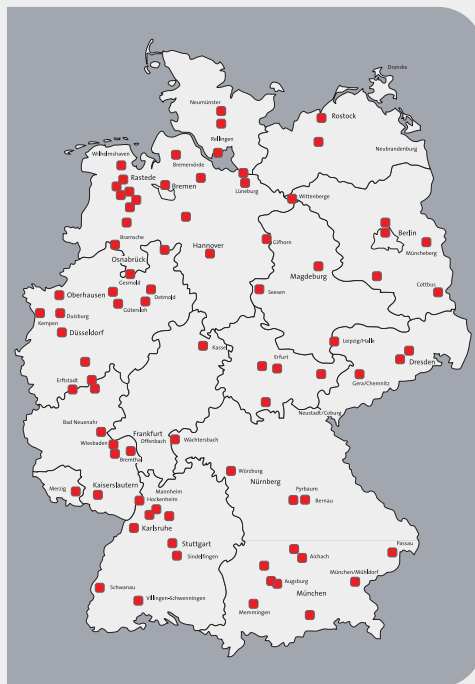 Dranske
Neumünster
Rostock
Rellingen
Neubrandenburg
Wilhelmshaven
Bremervörde
Rastede
Bremen
Lüneburg
Wittenberge
Bramsche
Berlin
Hannover
Gifhorn
Müncheberg
Osnabrück
Gesmold
Magdeburg
Cottbus
Oberhausen
Detmold
Seesen
Gütersloh
Kempen
Duisburg
Düsseldorf
Kassel
Leipzig/Halle
Erfurt
Dresden
Gera/Chemnitz
Erftstadt
Neustadt/Coburg
Bad Neuenahr
Frankfurt
Offenbach
Wächtersbach
Wiesbaden
Bremthal
Würzburg
Nürnberg
Merzig
Kaiserslautern
Mannheim
Hockenheim
Pyrbaum
Bernau
Karlsruhe
Stuttgart
Sindelfingen
Passau
Aichach
München/Mühldorf
Augsburg
Schwanau
Villingen-Schwenningen
München
Memmingen